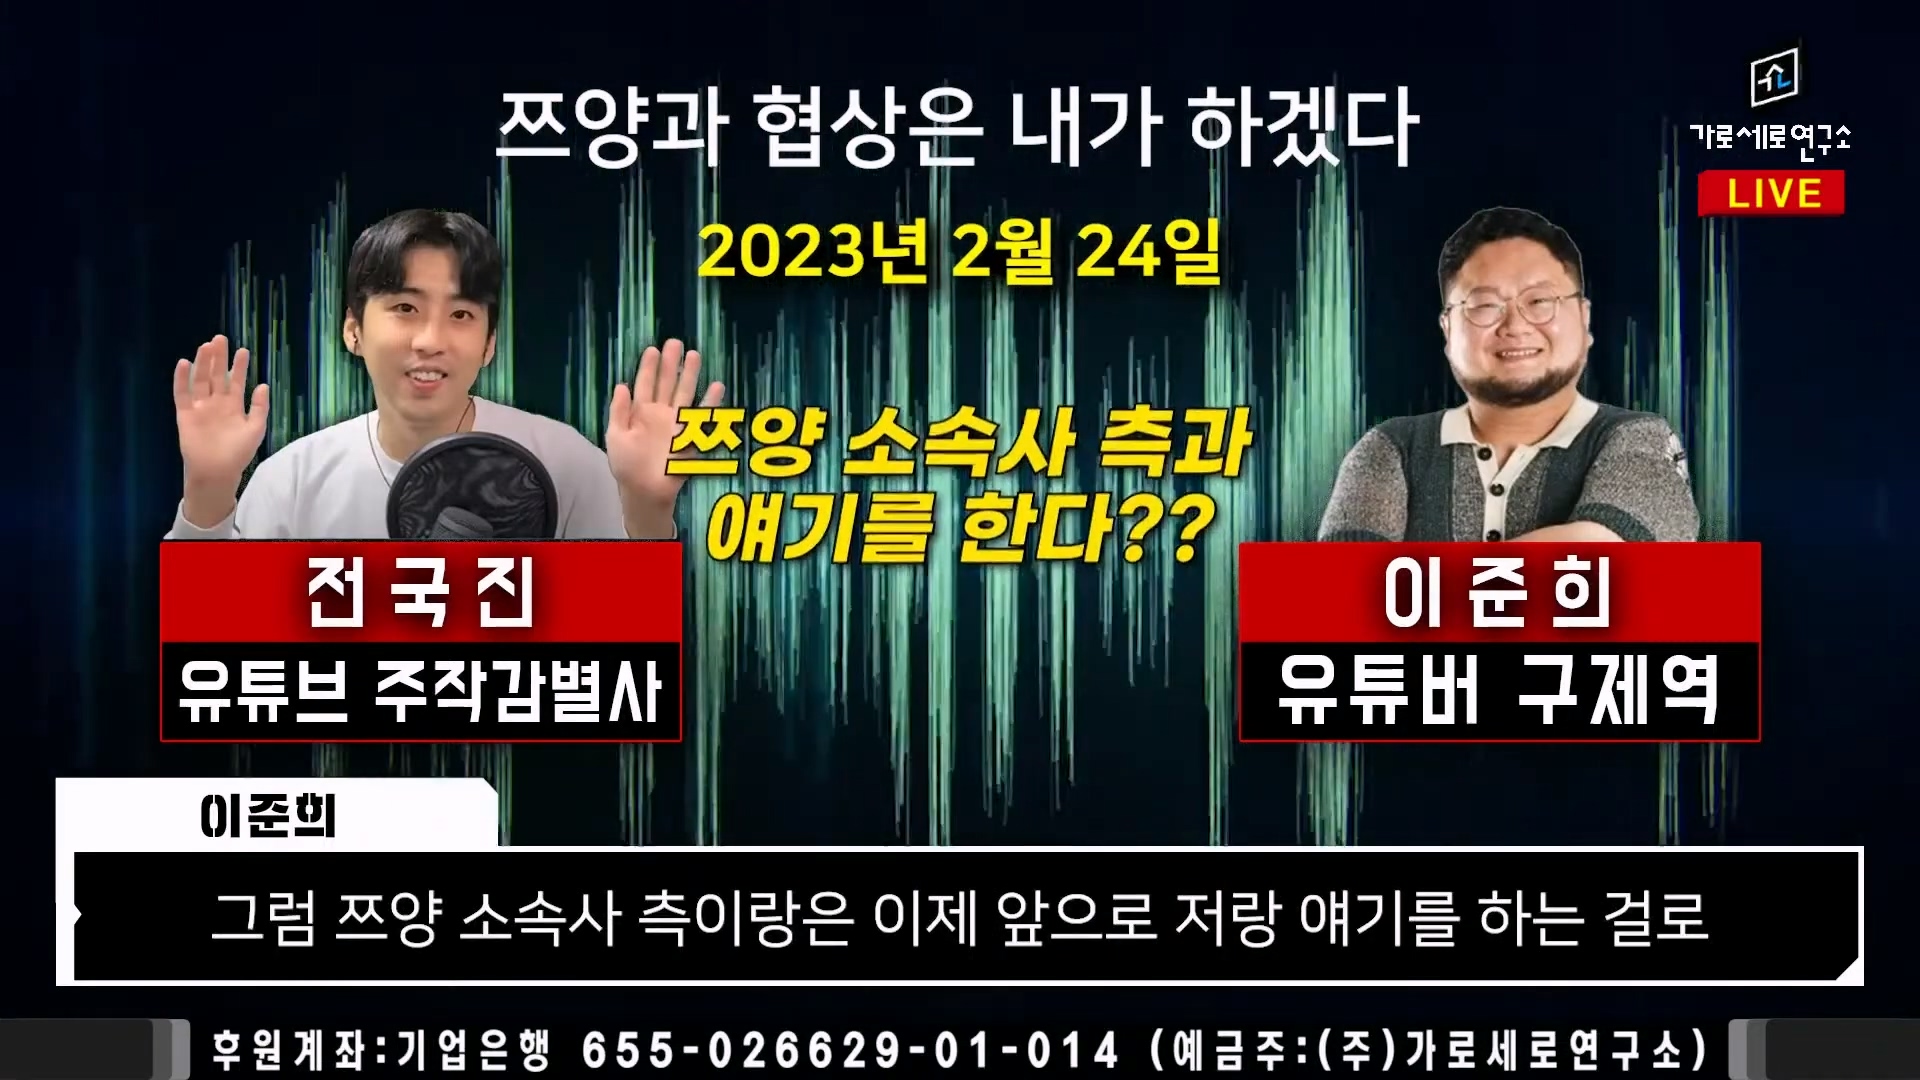 쯔양과 협상은 내가 하겠다
가로세로연구소
LIVE
2023년 2월 24일
쯔양 소속사 측과
얘기를 한다??
전국진
유튜브 주작감별사
이준희
유튜버 구제역
이준희
그럼 쯔양 소속사 측이랑은 이제 앞으로 저랑 얘기를 하는 걸로
후원계좌:기업은행 655-026629-01-014 (예금주:(주)가로세로연구소)